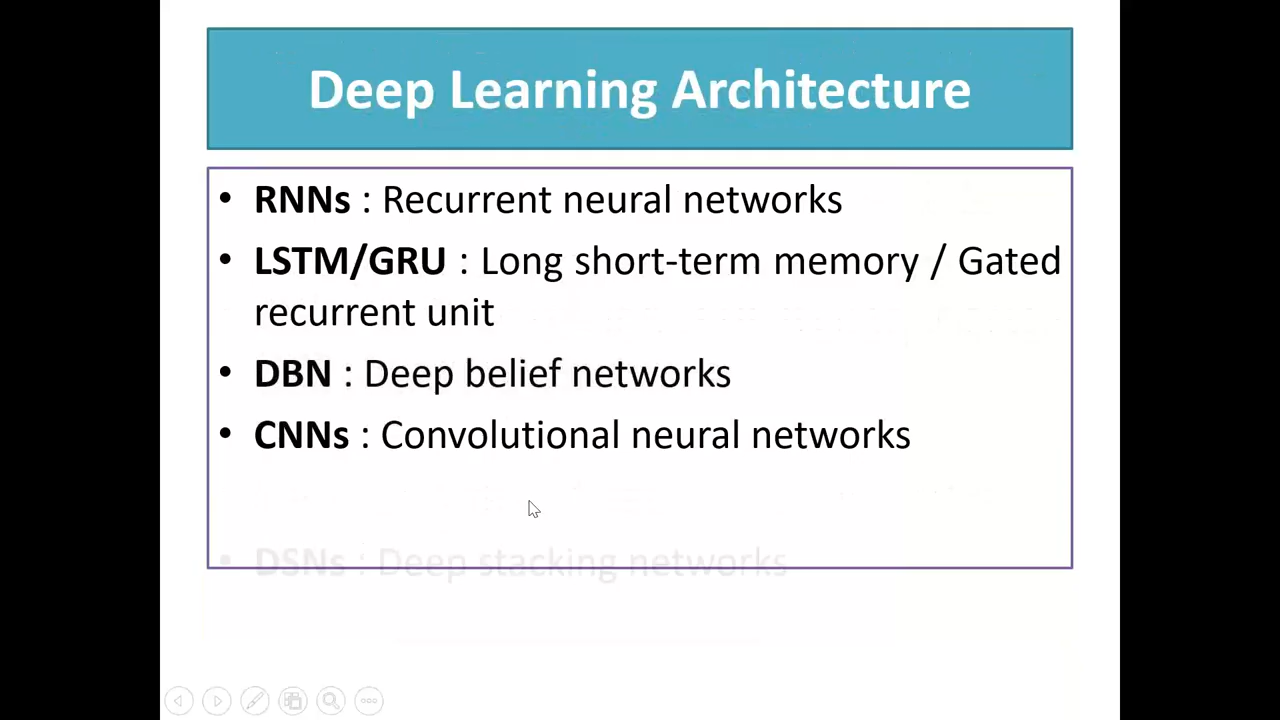 Deep Learning Architecture
• RNNs : Recurrent neural networks
• LSTM/GRU : Long short-term memory / Gated
recurrent unit
• DBN : Deep belief networks
• CNNs : Convolutional neural networks
• DSNs : Deep stacking networks